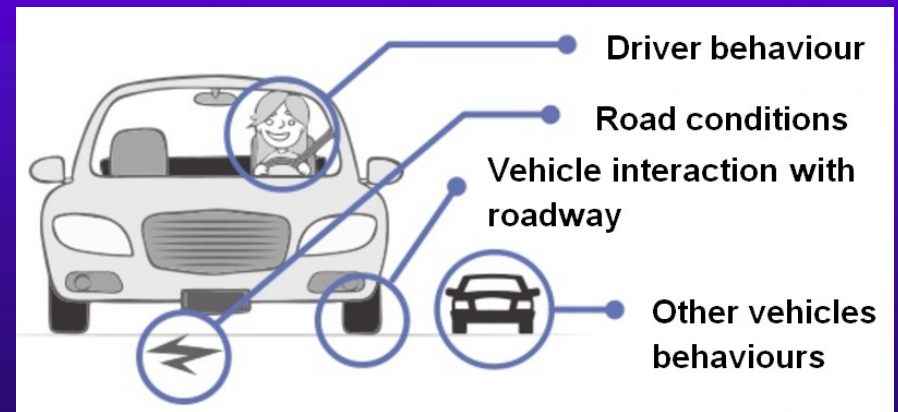 Driver behaviour
Road conditions
Vehicle interaction with
roadway
Other vehicles
behaviours